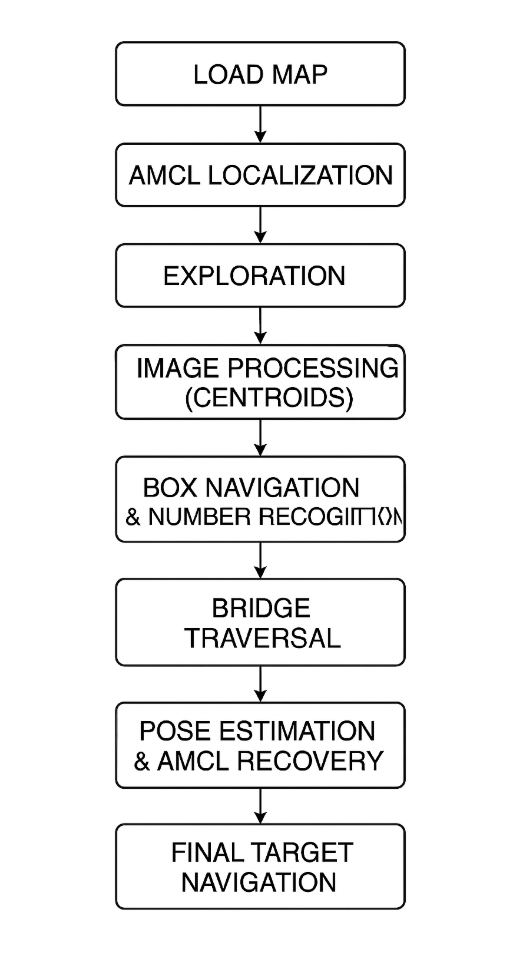 LOAD MAP
AMCL LOCALIZATION
EXPLORATION
IMAGE PROCESSING
(CENTROIDS)
BOX NAVIGATION
& NUMBER
BRIDGE
TRAVERSAL
POSE ESTIMATION
& AMCL RECOVERY
FINAL TARGET
NAVIGATION